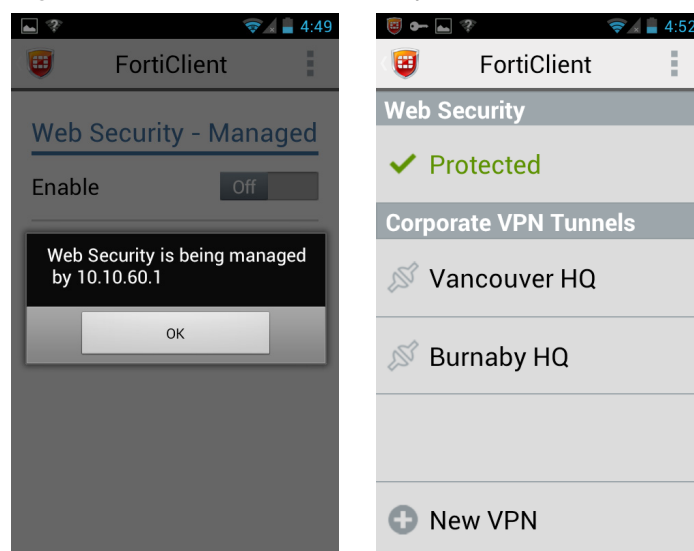 4:49
FortiClient
Web Security - Managed
Enable
Off
Web Security is being managed
by 10.10.60.1
OK
4:52
FortiClient
Web Security
Protected
Corporate VPN Tunnels
Vancouver HQ
Burnaby HQ
New VPN